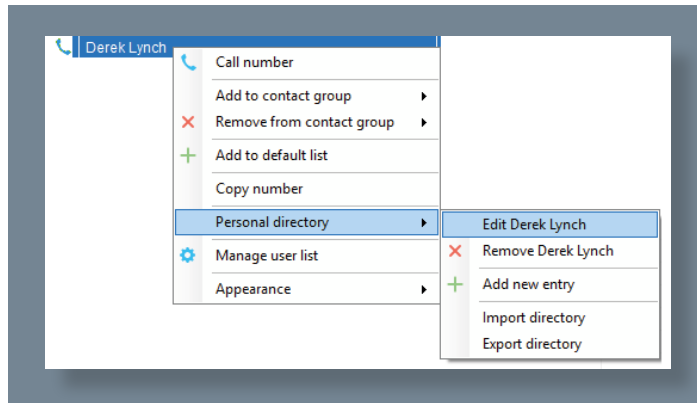 Derek Lynch
Call number
Add to contact group
Remove from contact group
Add to default list
Copy number
Personal directory
Manage user list
Appearance
Edit Derek Lynch
Remove Derek Lynch
Add new entry
Import directory
Export directory